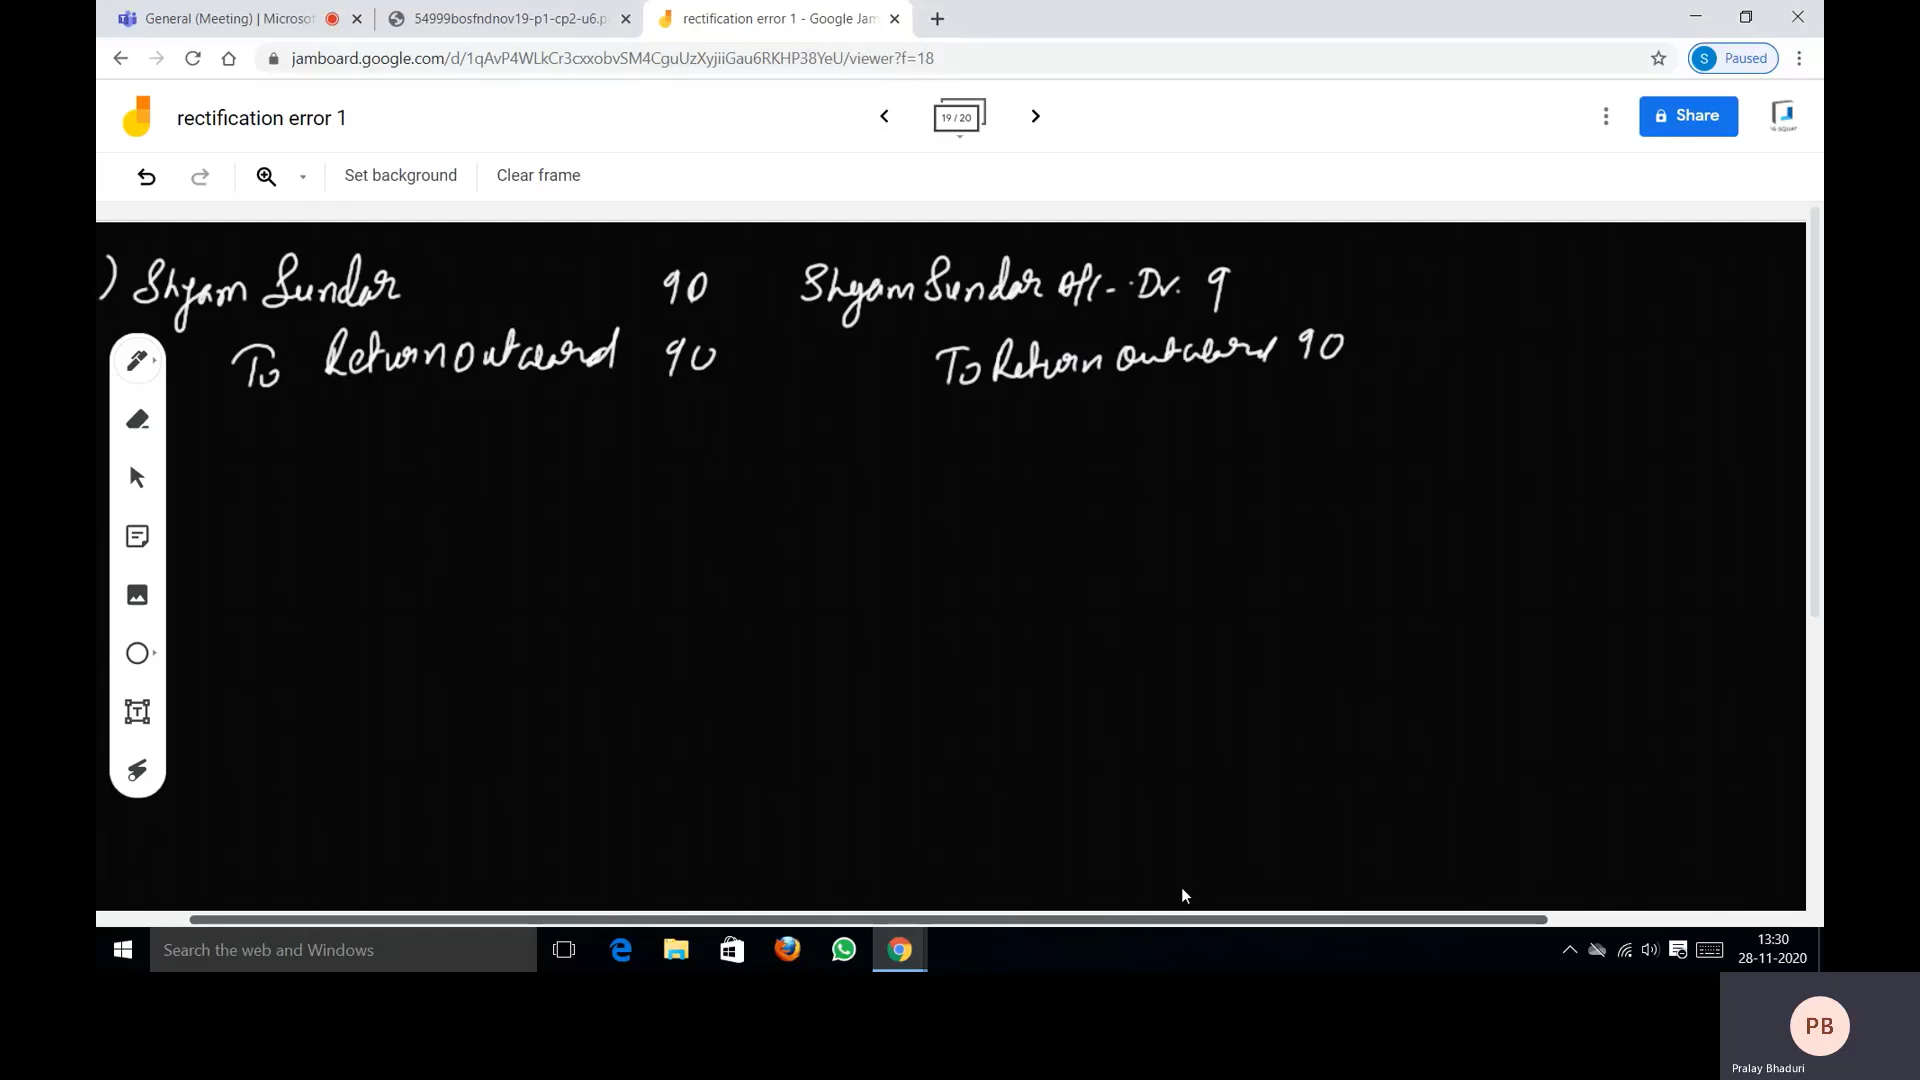 General (Meeting) | Microsof
54999bosfndnov19-p1-cp2-u6.p
rectification error 1 - Google Jam
jamboard.google.com/d/1qAvP4WLkCr3cxxobvSM4CguUzXyjiiGau6RKHP38YeU/viewer?f=18
S Paused
rectification error 1
19 / 20
Share
Set background
Clear frame
) Shyam Sundar 90 Shyam Sundar A/c - Dr. 9
To Return outward 90 To Return outward 90
Search the web and Windows
13:30
28-11-2020
PB
Pralay Bhaduri